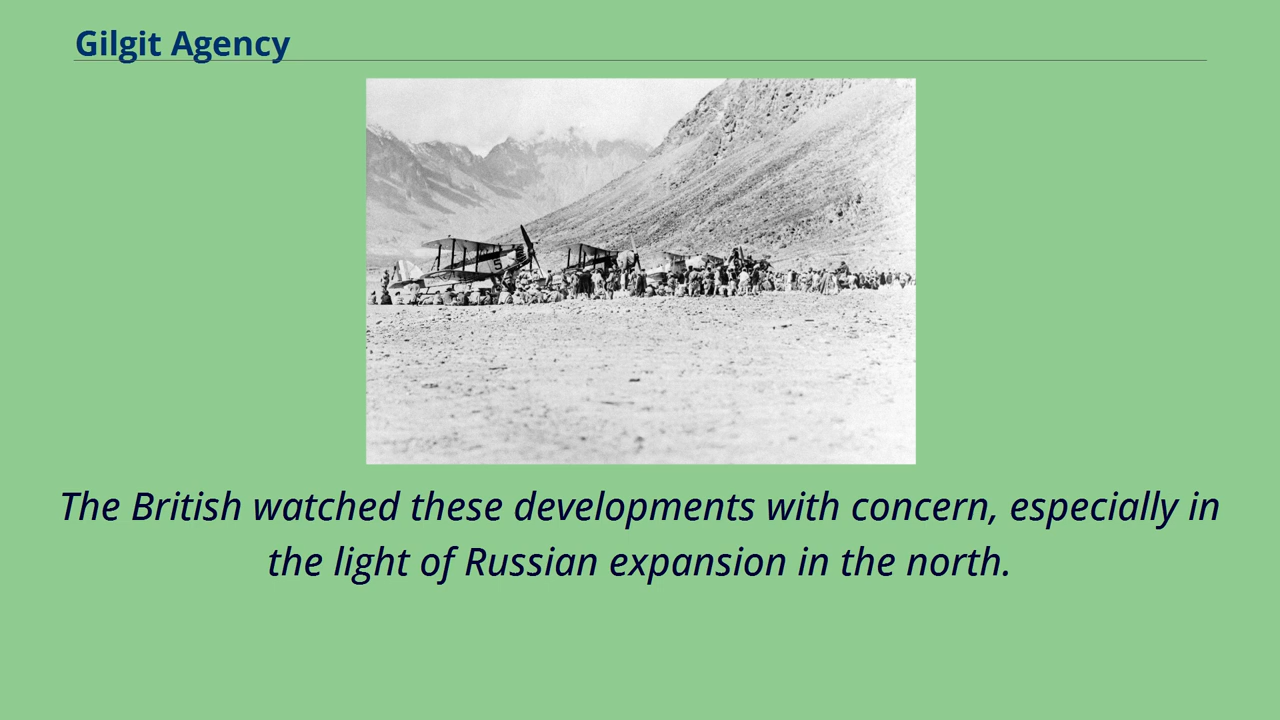 Gilgit Agency
The British watched these developments with concern, especially in
the light of Russian expansion in the north.